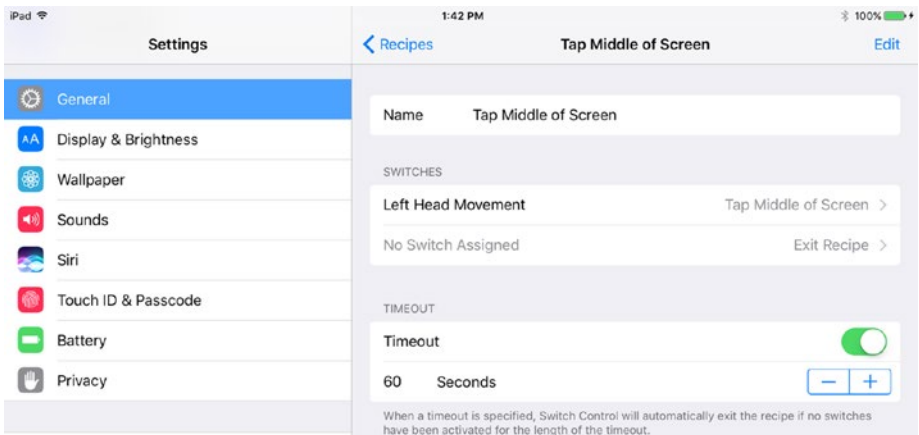 iPad 1:42 PM 100%
Settings
General
AA Display & Brightness
Wallpaper
Sounds
Siri
Touch ID & Passcode
Battery
Privacy
Recipes Tap Middle of Screen Edit
Name Tap Middle of Screen
SWITCHES
Left Head Movement Tap Middle of Screen
No Switch Assigned Exit Recipe
TIMEOUT
Timeout
60 Seconds − +
When a timeout is specified, Switch Control will automatically exit the recipe if no switches
have been activated for the length of the timeout.